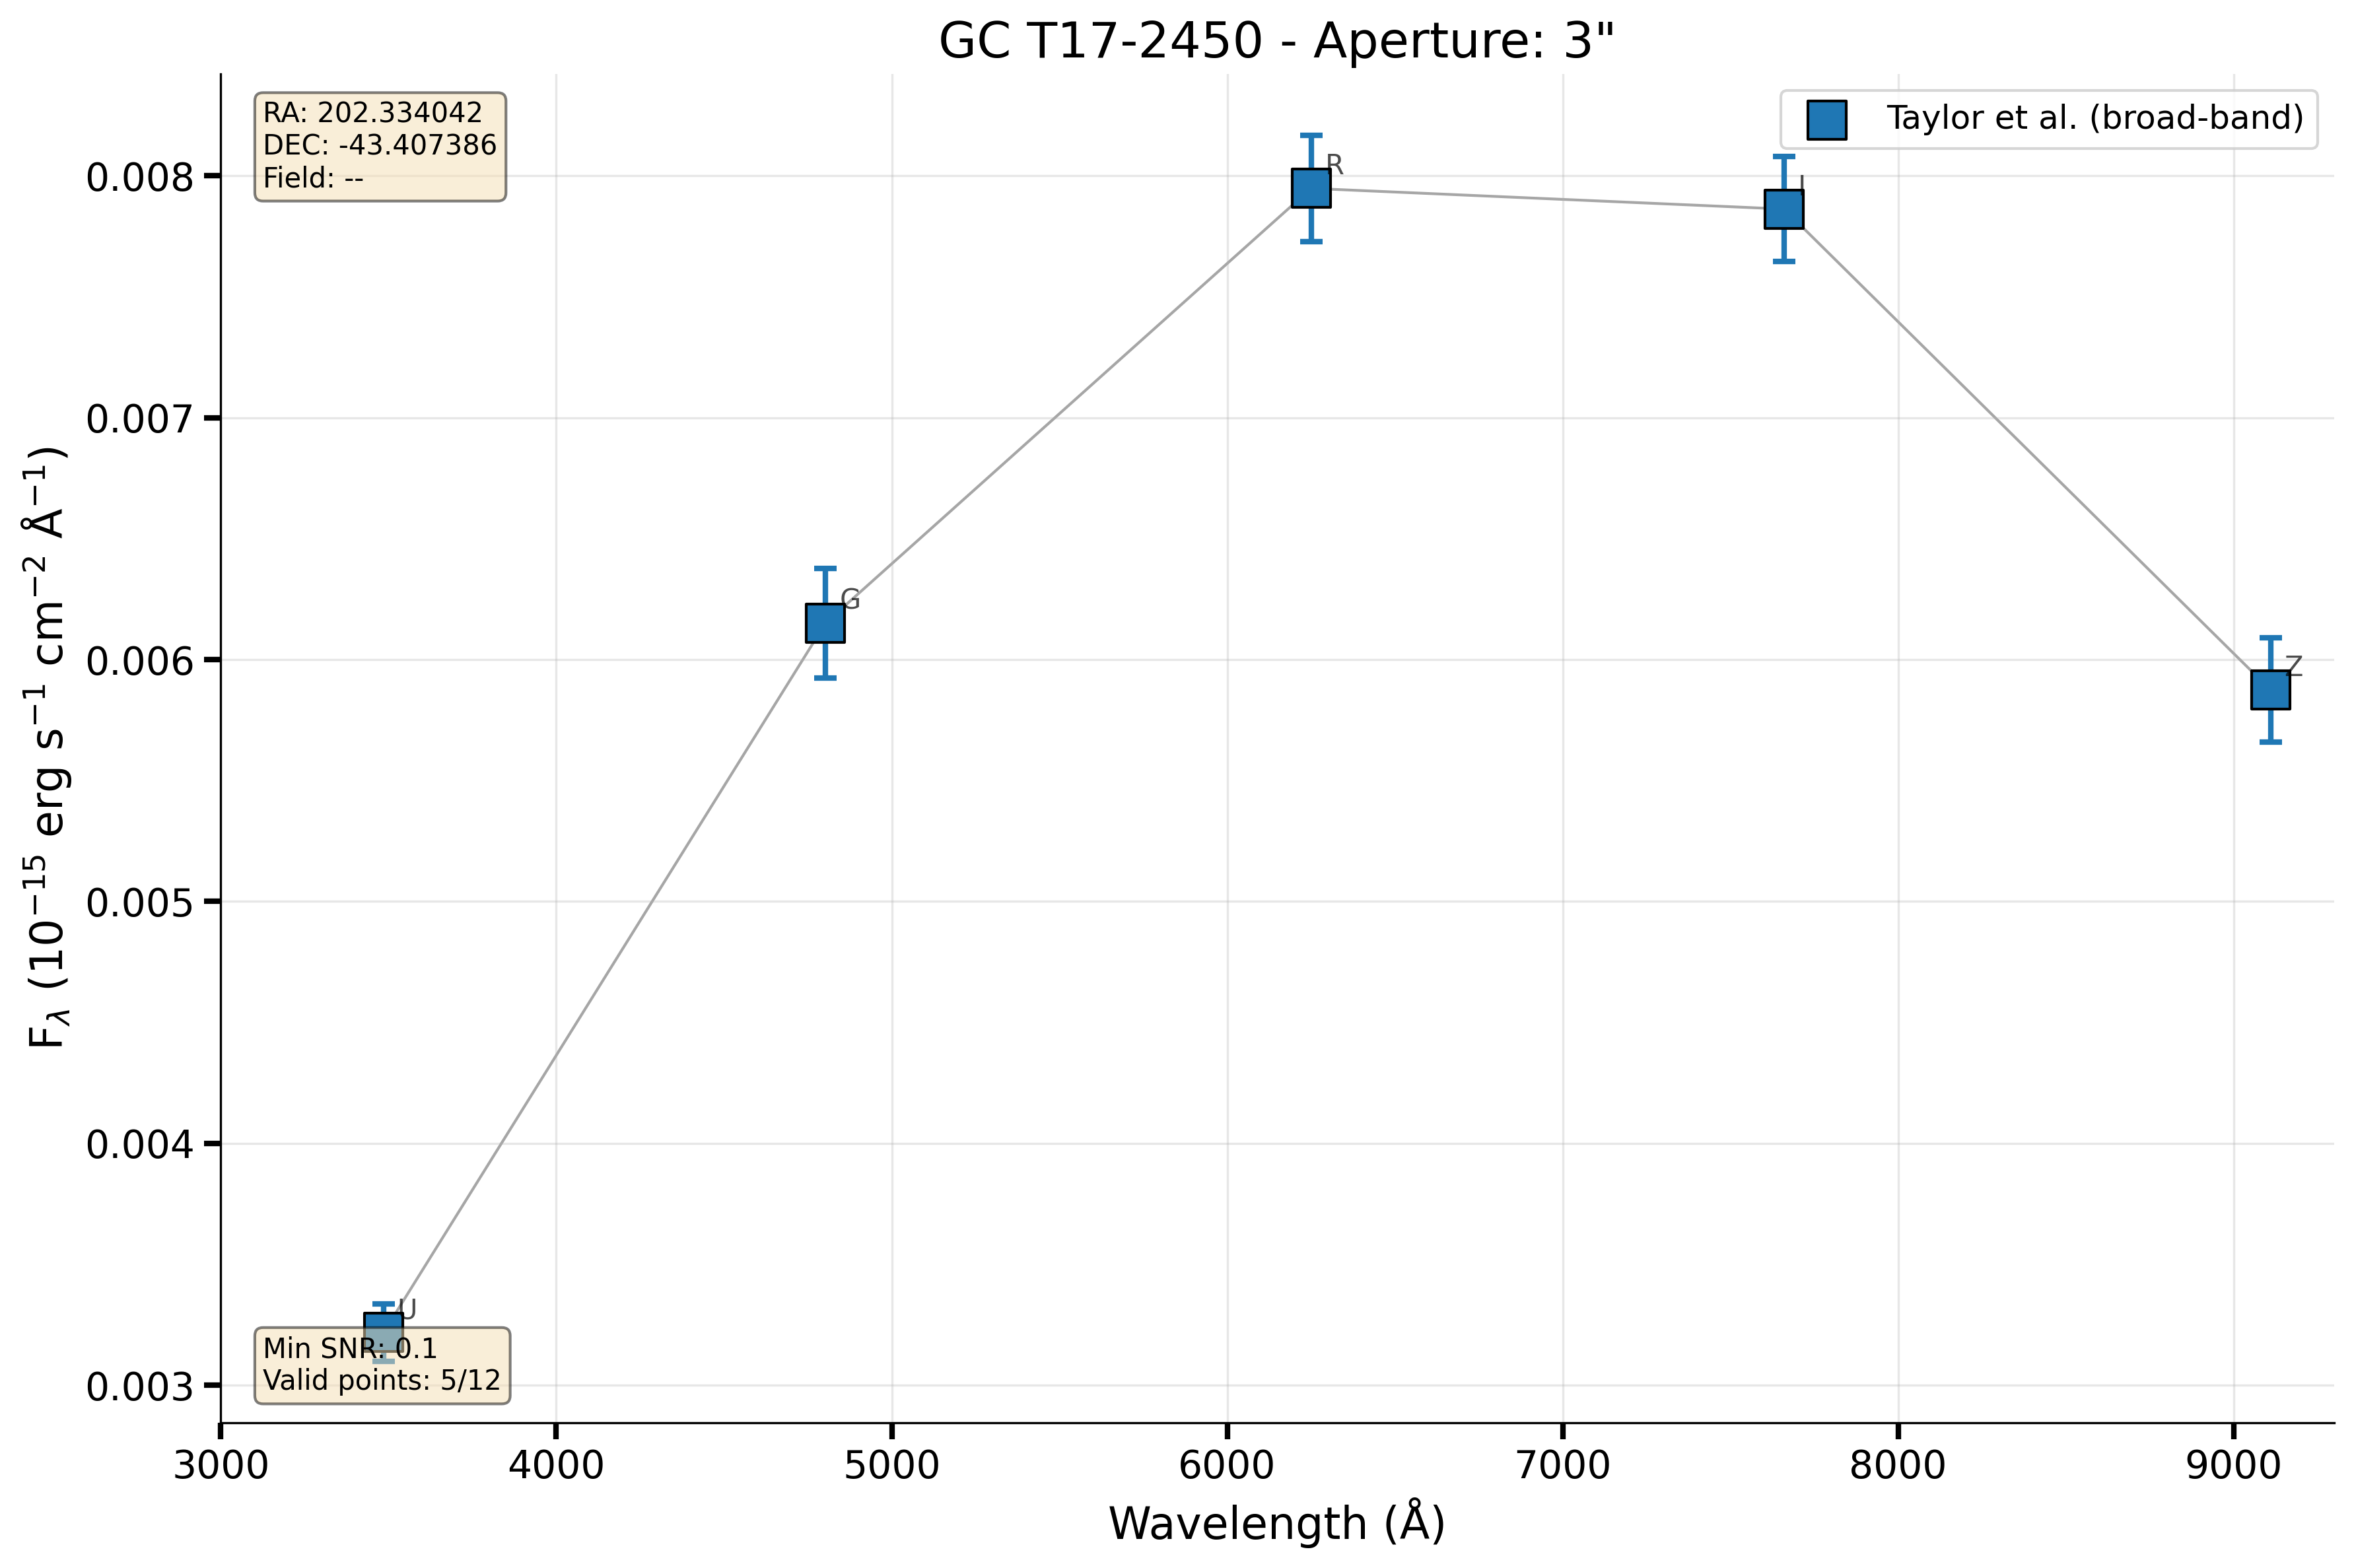 GC T17-2450 - Aperture: 3"
RA: 202.334042
DEC: -43.407386
Field: --
Taylor et al. (broad-band)
R
I
G
Z
U
Min SNR: 0.1
Valid points: 5/12
0.008
0.007
0.006
0.005
0.004
0.003
F_λ (10⁻¹⁵ erg s⁻¹ cm⁻² Å⁻¹)
3000 4000 5000 6000 7000 8000 9000
Wavelength (Å)